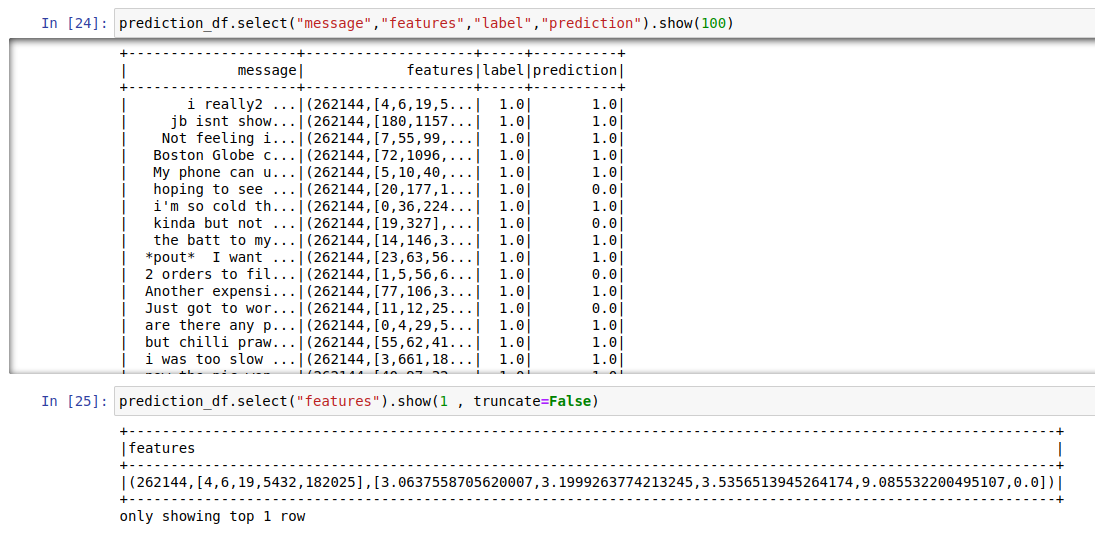 In [24]: prediction_df.select("message","features","label","prediction").show(100)
+--------------------+--------------------+-----+----------+
|             message|            features|label|prediction|
+--------------------+--------------------+-----+----------+
|       i really2 ...|(262144,[4,6,19,5...|  1.0|       1.0|
|     jb isnt show...|(262144,[180,1157...|  1.0|       1.0|
|    Not feeling i...|(262144,[7,55,99,...|  1.0|       1.0|
|   Boston Globe c...|(262144,[72,1096,...|  1.0|       1.0|
|   My phone can u...|(262144,[5,10,40,...|  1.0|       1.0|
|   hoping to see ...|(262144,[20,177,1...|  1.0|       0.0|
|   i'm so cold th...|(262144,[0,36,224...|  1.0|       1.0|
|   kinda but not ...|(262144,[19,327],...|  1.0|       0.0|
|   the batt to my...|(262144,[14,146,3...|  1.0|       1.0|
|  *pout*  I want ...|(262144,[23,63,56...|  1.0|       1.0|
|  2 orders to fil...|(262144,[1,5,56,6...|  1.0|       0.0|
|  Another expensi...|(262144,[77,106,3...|  1.0|       1.0|
|  Just got to wor...|(262144,[11,12,25...|  1.0|       0.0|
|  are there any p...|(262144,[0,4,29,5...|  1.0|       1.0|
|  but chilli praw...|(262144,[55,62,41...|  1.0|       1.0|
|  i was too slow ...|(262144,[3,661,18...|  1.0|       1.0|
In [25]: prediction_df.select("features").show(1 , truncate=False)
+---------------------------------------------------------------------------------------------------------------+
|features                                                                                                       |
+---------------------------------------------------------------------------------------------------------------+
|(262144,[4,6,19,5432,182025],[3.0637558705620007,3.1999263774213245,3.5356513945264174,9.085532200495107,0.0])|
+---------------------------------------------------------------------------------------------------------------+
only showing top 1 row